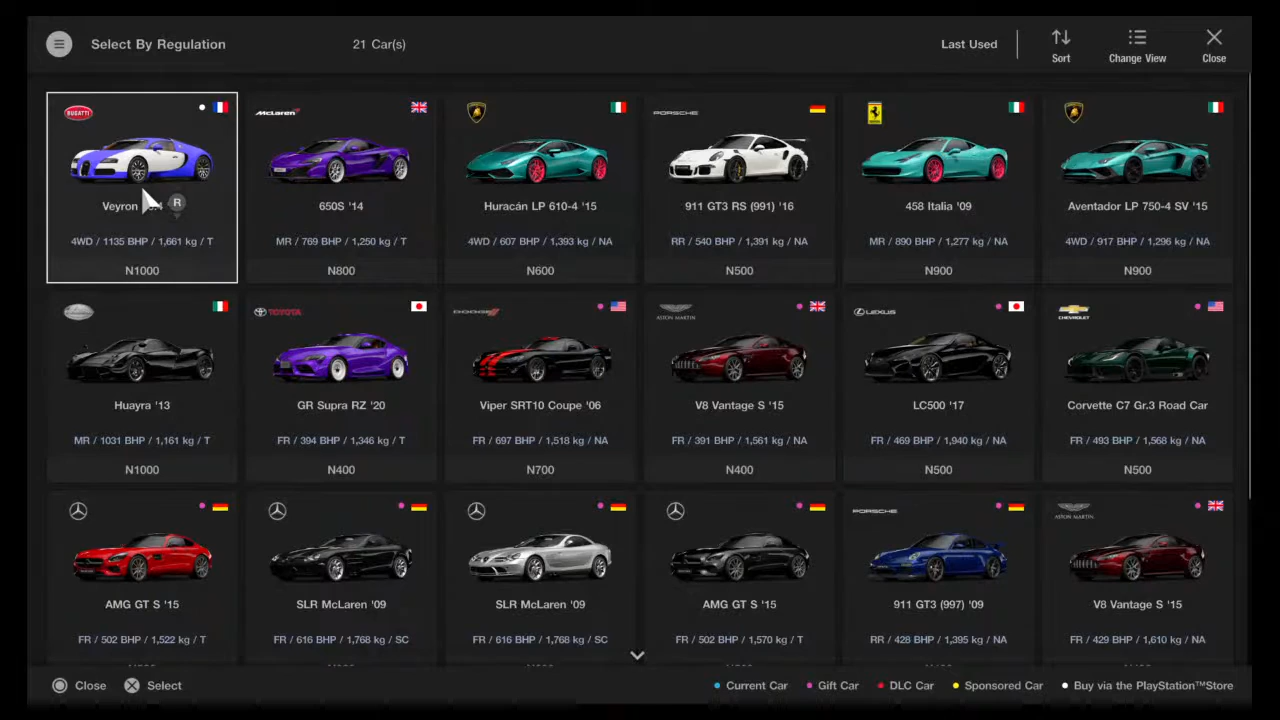 Select By Regulation 21 Car(s) Last Used Sort Change View Close
BUGATTI McLaren PORSCHE
Veyron R 650S '14 Huracán LP 610-4 '15 911 GT3 RS (991) '16 458 Italia '09 Aventador LP 750-4 SV '15
4WD / 1135 BHP / 1,661 kg / T MR / 769 BHP / 1,250 kg / T 4WD / 607 BHP / 1,393 kg / NA RR / 540 BHP / 1,391 kg / NA MR / 890 BHP / 1,277 kg / NA 4WD / 917 BHP / 1,296 kg / NA
N1000 N800 N600 N500 N900 N900
TOYOTA ASTON MARTIN LEXUS CHEVROLET
Huayra '13 GR Supra RZ '20 Viper SRT10 Coupe '06 V8 Vantage S '15 LC500 '17 Corvette C7 Gr.3 Road Car
MR / 1031 BHP / 1,161 kg / T FR / 394 BHP / 1,346 kg / T FR / 697 BHP / 1,518 kg / NA FR / 391 BHP / 1,561 kg / NA FR / 469 BHP / 1,940 kg / NA FR / 493 BHP / 1,568 kg / NA
N1000 N400 N700 N400 N500 N500
PORSCHE ASTON MARTIN
AMG GT S '15 SLR McLaren '09 SLR McLaren '09 AMG GT S '15 911 GT3 (997) '09 V8 Vantage S '15
FR / 502 BHP / 1,522 kg / T FR / 616 BHP / 1,768 kg / SC FR / 616 BHP / 1,768 kg / SC FR / 502 BHP / 1,570 kg / T RR / 428 BHP / 1,395 kg / NA FR / 429 BHP / 1,610 kg / NA
Close Select Current Car Gift Car DLC Car Sponsored Car Buy via the PlayStation™Store